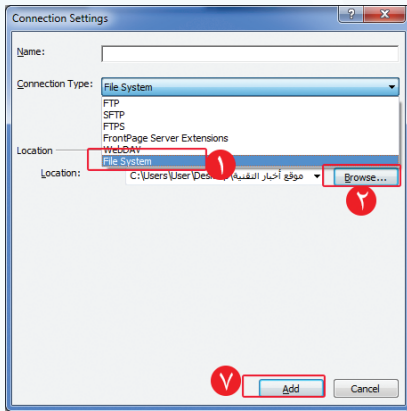 Connection Settings
Name:
Connection Type: File System
FTP
SFTP
FTPS
FrontPage Server Extensions
WebDAV
File System
١
Location
Location: C:\Users\User\Desktop\موقع أخبار التقنية Browse...
٢
٧
Add Cancel